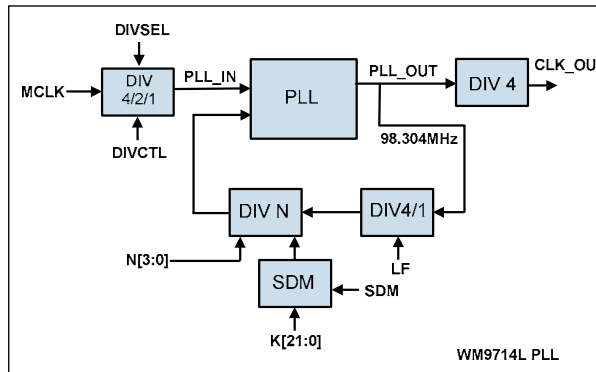 DIVSEL
MCLK
DIV
4/2/1
DIVCTL
PLL_IN
PLL
PLL_OUT
98.304MHz
DIV 4
CLK_OU
DIV N
DIV4/1
N[3:0]
LF
SDM
SDM
K[21:0]
WM9714L PLL